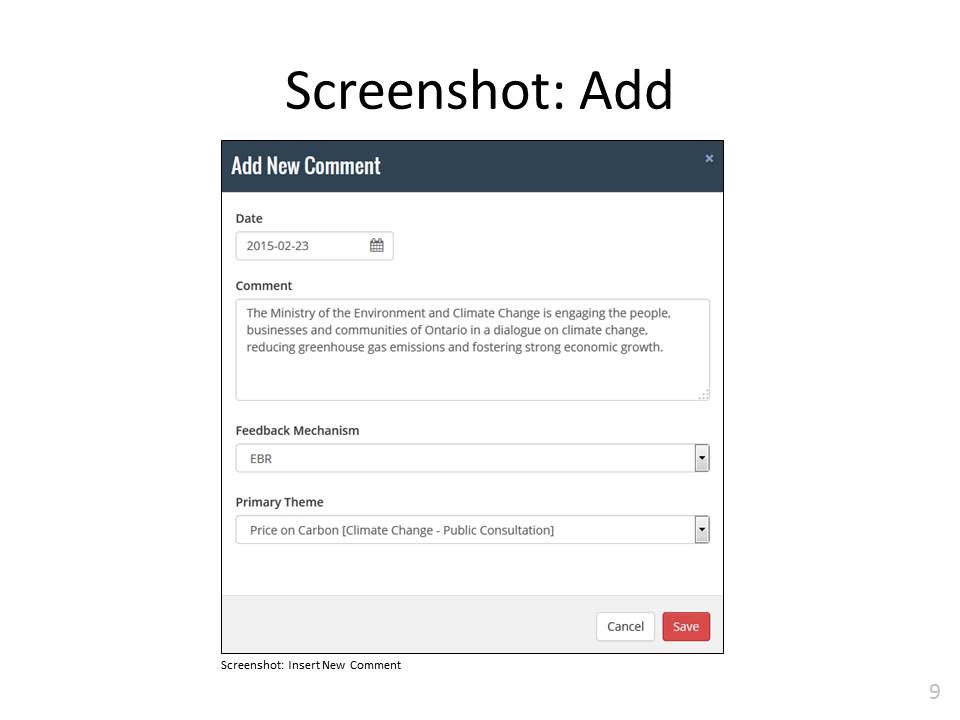 Screenshot: Add
Add New Comment
×
Date
2015-02-23
Comment
The Ministry of the Environment and Climate Change is engaging the people,
businesses and communities of Ontario in a dialogue on climate change,
reducing greenhouse gas emissions and fostering strong economic growth.
Feedback Mechanism
EBR
Primary Theme
Price on Carbon [Climate Change - Public Consultation]
Cancel Save
Screenshot: Insert New Comment
9